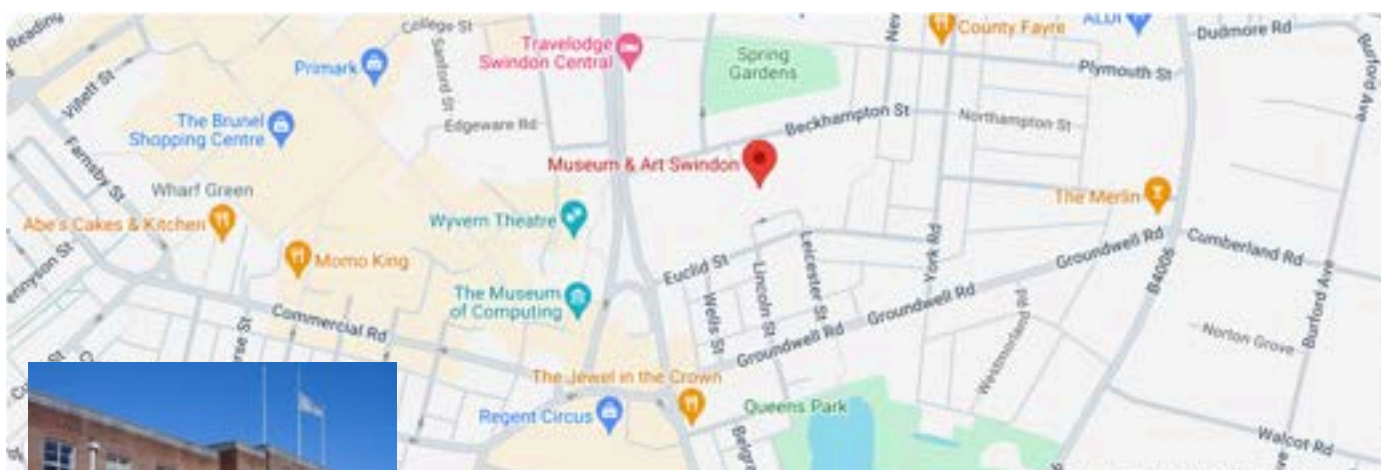 Reading
College St
Villett St
Primark
Sanford St
Travelodge
Swindon Central
Spring
Gardens
County Fayre
ALDI
Dudmore Rd
Plymouth St
Burford Ave
The Brunel
Shopping Centre
Edgeware Rd
Beckhampton St
Northampton St
Farnsby St
Museum & Art Swindon
Wharf Green
Abe's Cakes & Kitchen
Wyvern Theatre
The Merlin
Momo King
Euclid St
Leicester St
Lincoln St
York Rd
Groundwell Rd
Cumberland Rd
B4006
The Museum
of Computing
Wells St
Groundwell Rd
Groundwell Rd
Westmorland Rd
Burford Ave
Norton Grove
Commercial Rd
The Jewel in the Crown
Regent Circus
Queens Park
Walcot Rd